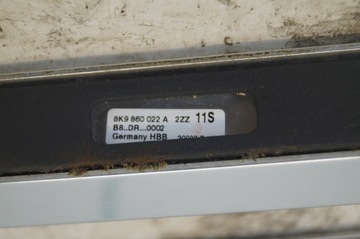 8K9 860 022 A 2ZZ 11S
B8..DR...0002
Germany HBB